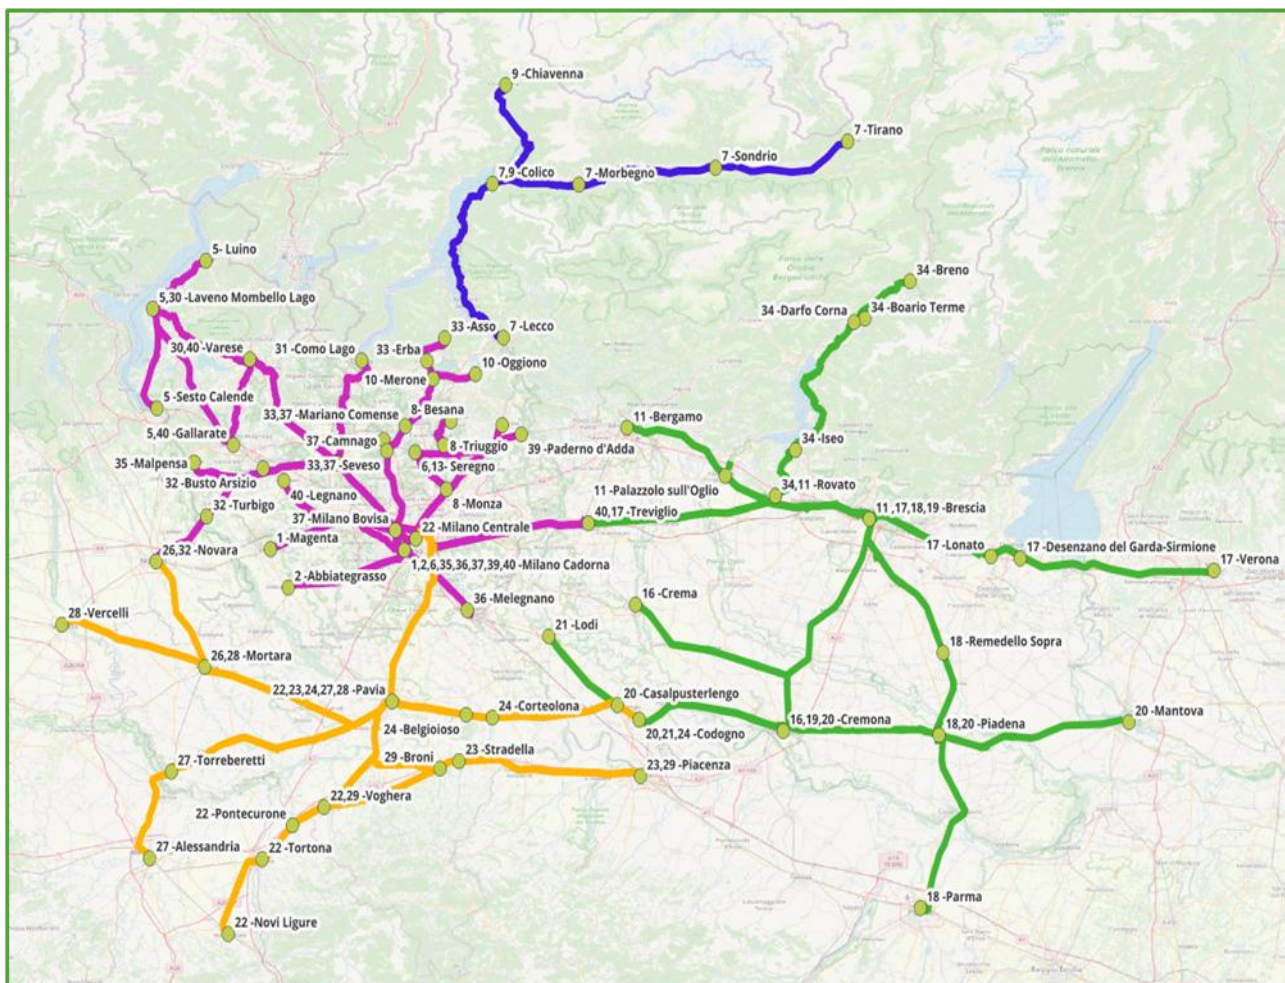 9 -Chiavenna
7 -Tirano
7 -Sondrio
7,9 -Colico
7 -Morbegno
5- Luino
34 -Breno
5,30 -Laveno Mombello Lago
34 -Darfo Corna
34 -Boario Terme
33 -Asso
7 -Lecco
30,40 -Varese
31 -Como Lago
33 -Erba
10 -Oggiono
10 -Merone
5 -Sesto Calende
33,37 -Mariano Comense
8- Besana
11 -Bergamo
5,40 -Gallarate
37 -Camnago
8 -Triuggio
39 -Paderno d'Adda
34 -Iseo
35 -Malpensa
33,37 -Seveso
6,13- Seregno
32 -Busto Arsizio
11 -Palazzolo sull'Oglio
34,11 -Rovato
40 -Legnano
8 -Monza
32 -Turbigo
40,17 -Treviglio
11 ,17,18,19 -Brescia
37 -Milano Bovisa
22 -Milano Centrale
1 -Magenta
17 -Lonato
17 -Desenzano del Garda-Sirmione
26,32 -Novara
17 -Verona
1,2,6,35,36,37,39,40 -Milano Cadorna
2 -Abbiategrasso
16 -Crema
36 -Melegnano
28 -Vercelli
21 -Lodi
18 -Remedello Sopra
26,28 -Mortara
22,23,24,27,28 -Pavia
20 -Casalpusterlengo
24 -Corteolona
20 -Mantova
16,19,20 -Cremona
18,20 -Piadena
24 -Belgioioso
20,21,24 -Codogno
23 -Stradella
29 -Broni
27 -Torreberetti
23,29 -Piacenza
22,29 -Voghera
22 -Pontecurone
27 -Alessandria
22 -Tortona
18 -Parma
22 -Novi Ligure